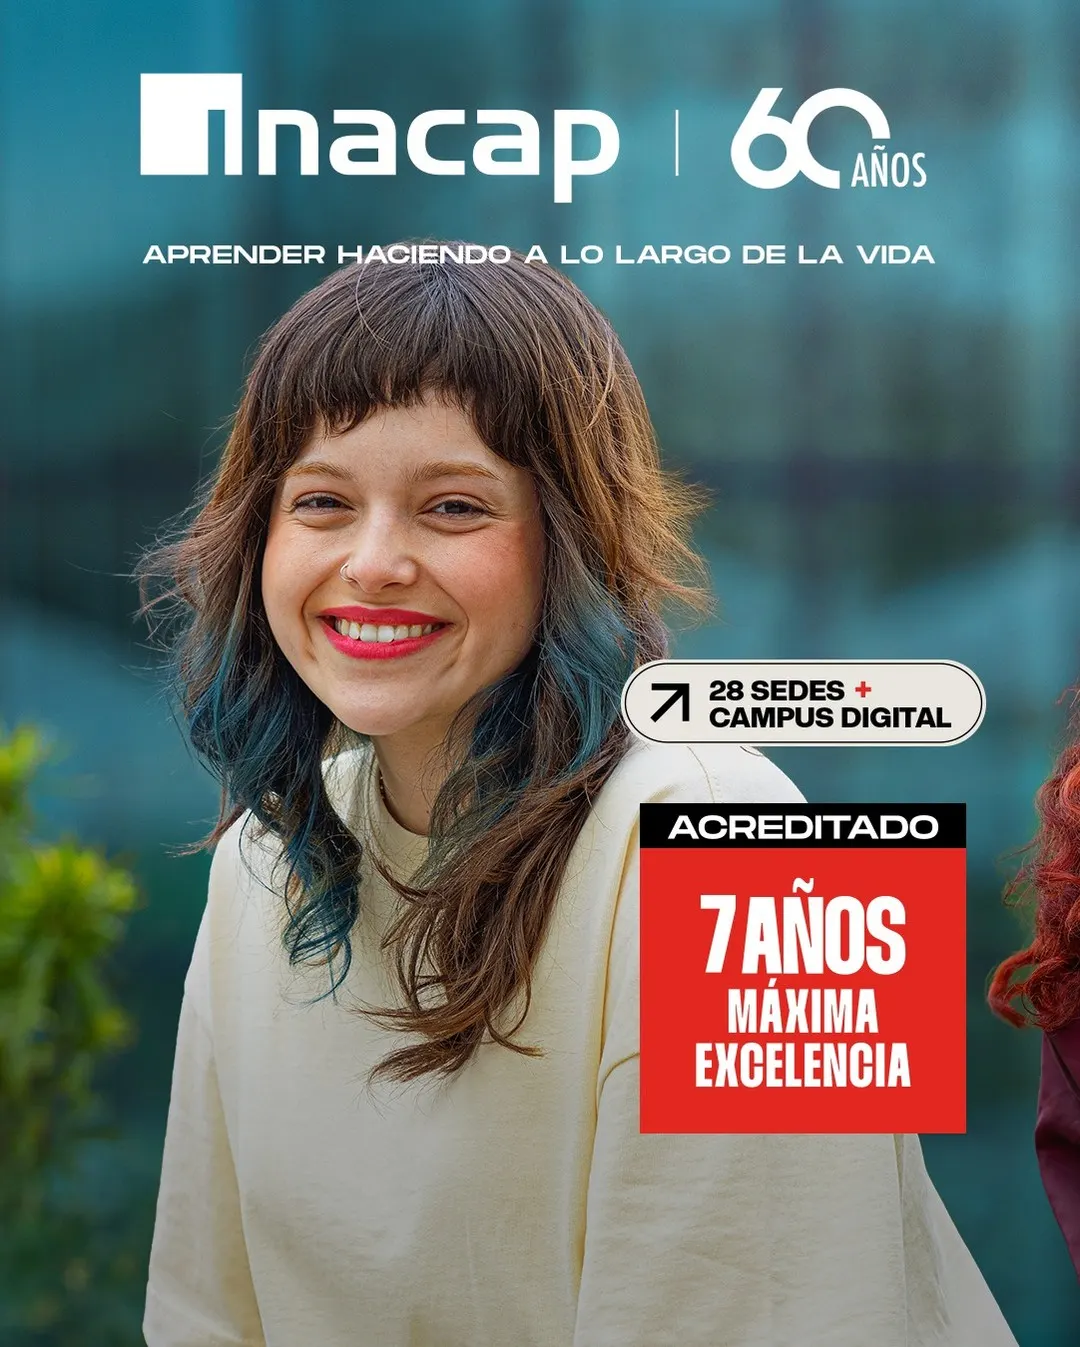 inacap | 60 AÑOS
APRENDER HACIENDO A LO LARGO DE LA VIDA
28 SEDES +
CAMPUS DIGITAL
ACREDITADO
7 AÑOS
MÁXIMA
EXCELENCIA